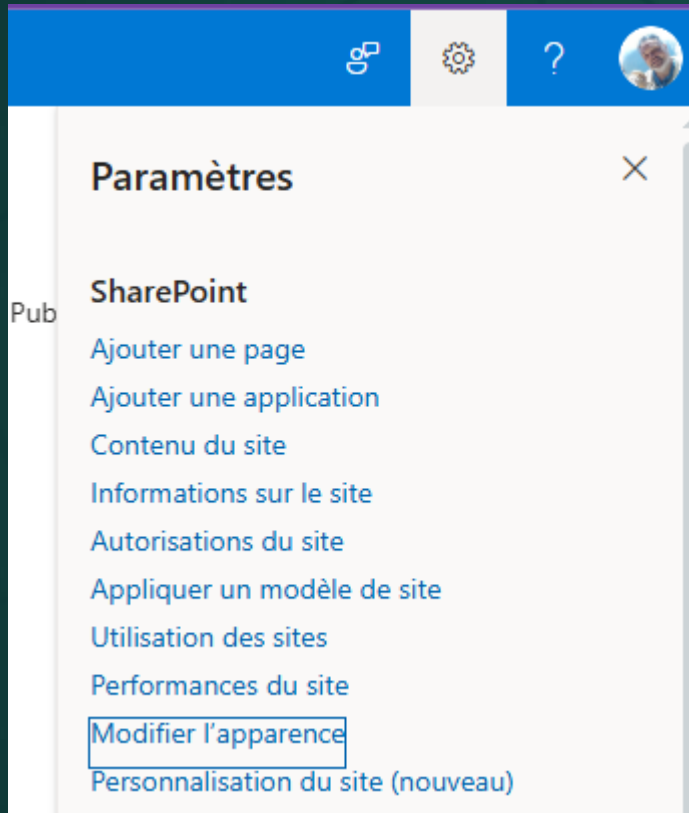 ?
Paramètres
SharePoint
Pub
Ajouter une page
Ajouter une application
Contenu du site
Informations sur le site
Autorisations du site
Appliquer un modèle de site
Utilisation des sites
Performances du site
Modifier l’apparence
Personnalisation du site (nouveau)